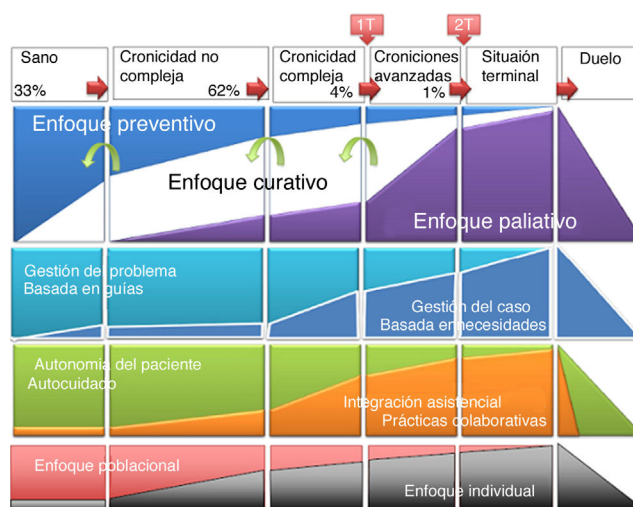 1T
2T
Sano
33%
Cronicidad no
compleja
62%
Cronicidad
compleja
4%
Croniciones
avanzadas
1%
Situaión
terminal
Duelo
Enfoque preventivo
Enfoque curativo
Enfoque paliativo
Gestión del problema
Basada en guías
Gestión del caso
Basada en necesidades
Autonomía del paciente
Autocuidado
Integración asistencial
Prácticas colaborativas
Enfoque poblacional
Enfoque individual